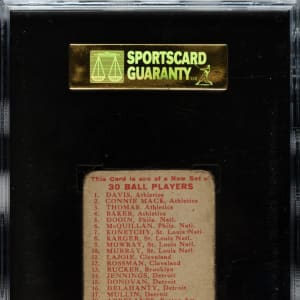 SPORTSCARD
GUARANTY
This Card is one of a New Set of
30 BALL PLAYERS
1. DAVIS, Athletics
2. CONNIE MACK, Athletics
3. THOMAS, Athletics
4. BAKER, Athletics
5. DOOIN, Phila. Natl.
6. McQUILLAN, Phila. Natl.
8. KONETCHY, St. Louis Natl.
9. KARGER, St. Louis Natl.
MOWRAY, St. Louis Natl.
10. MURRAY, St. Louis Natl.
11. LAJOIE, Cleveland
12. ROSSMAN, Cleveland
13. RUCKER, Brooklyn
14. JENNINGS, Detroit
15. DONOVAN, Detroit
16. DELAHANTY, Detroit
17. MULLIN, Detroit